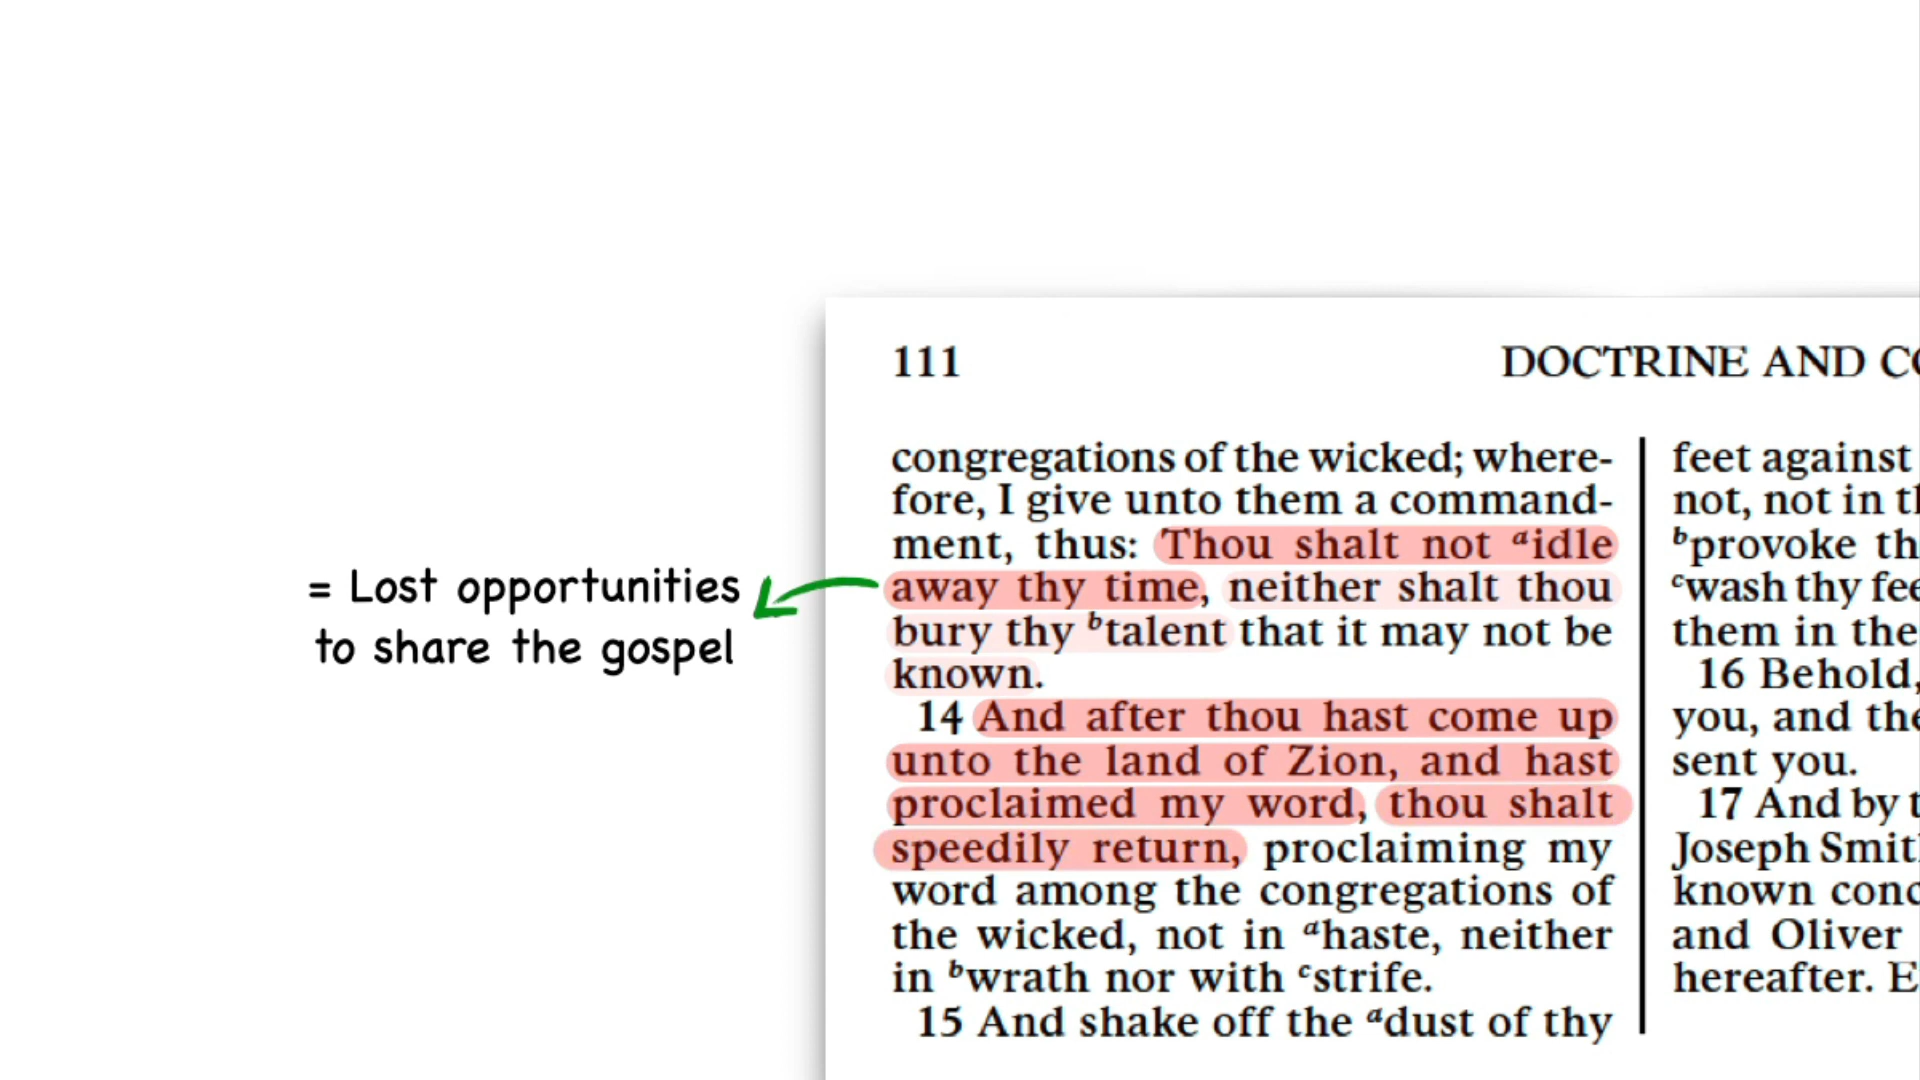 111
DOCTRINE AND
congregations of the wicked; where-
fore, I give unto them a command-
ment, thus: Thou shalt not ᵃidle
away thy time, neither shalt thou
bury thy ᵇtalent that it may not be
known.
14 And after thou hast come up
unto the land of Zion, and hast
proclaimed my word, thou shalt
speedily return, proclaiming my
word among the congregations of
the wicked, not in ᵃhaste, neither
in ᵇwrath nor with ᶜstrife.
15 And shake off the ᵃdust of thy
= Lost opportunities
to share the gospel
feet against
not, not in
ᵇprovoke
ᶜwash thy
them in the
16 Behold,
you, and
sent you.
17 And by
Joseph
known
and Oliver
hereafter.